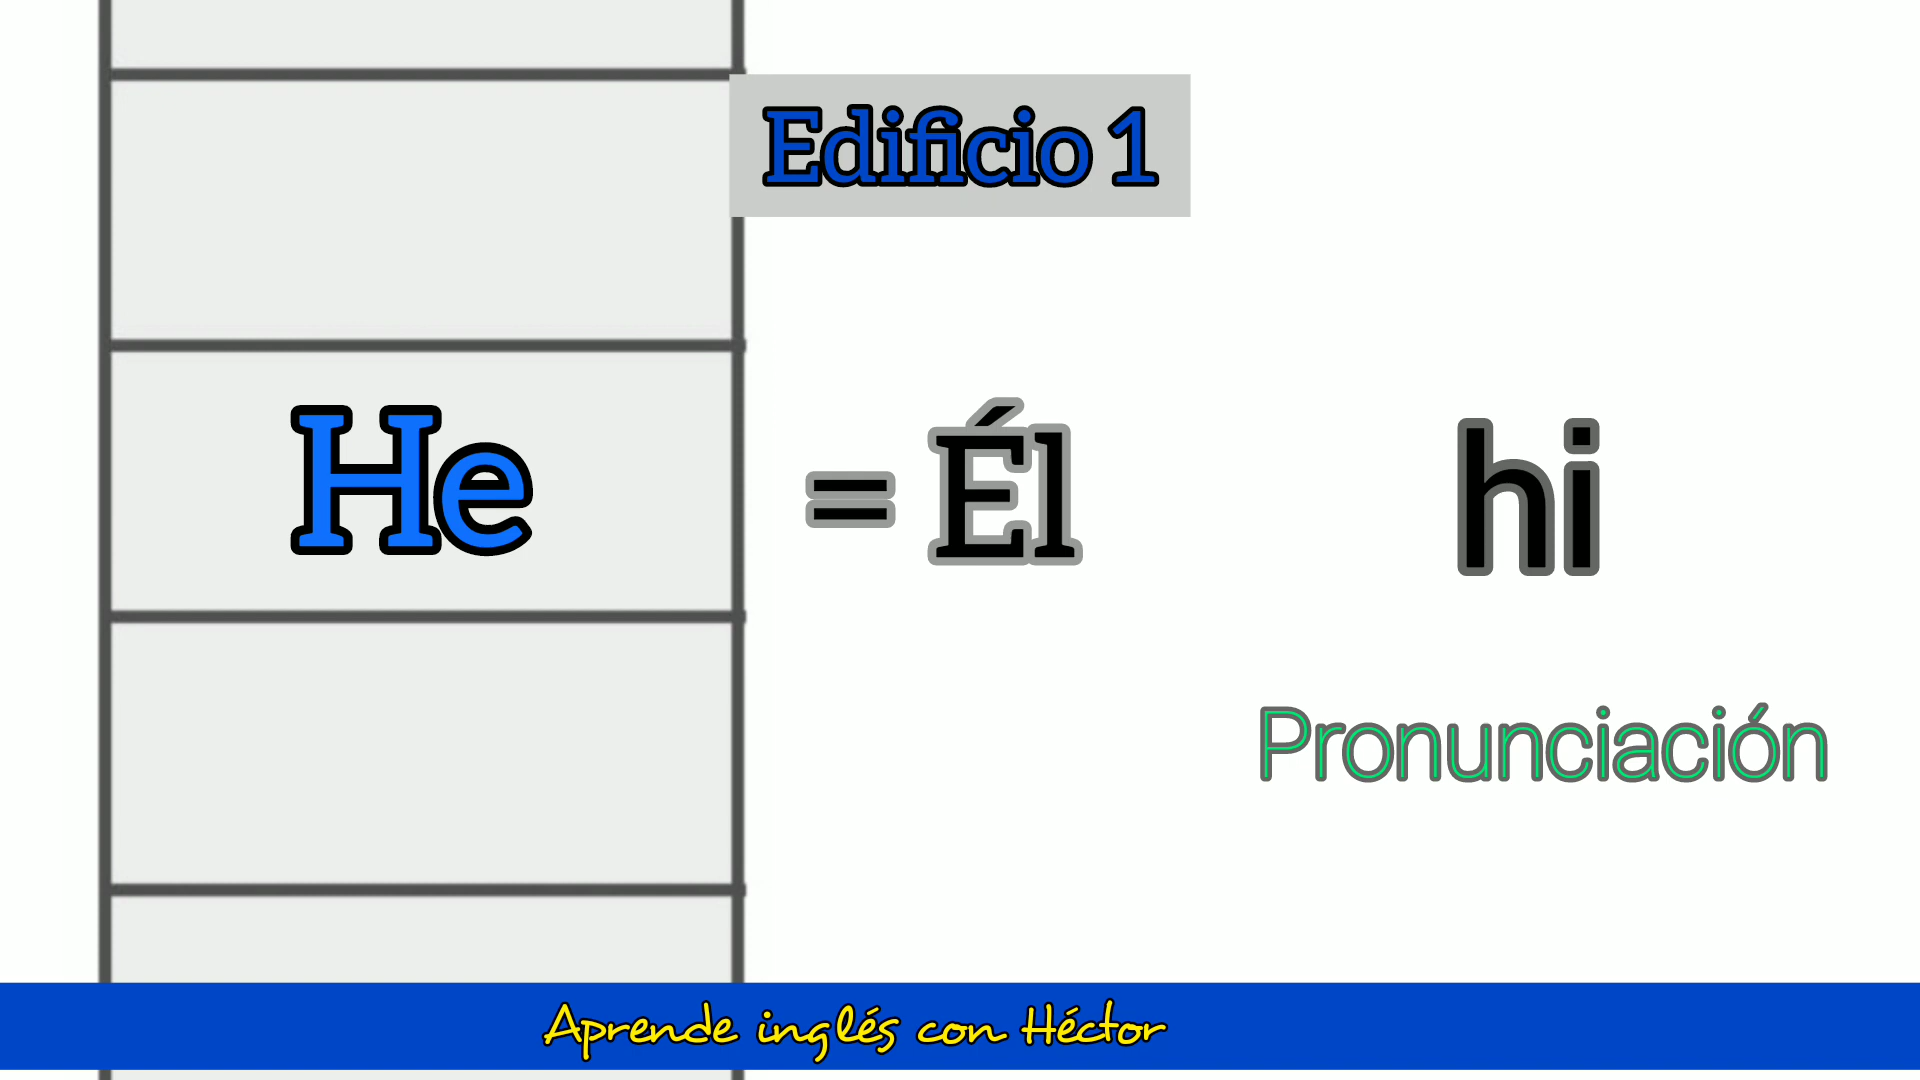 Edificio 1
He = Él hi
Pronunciación
Aprende inglés con Héctor